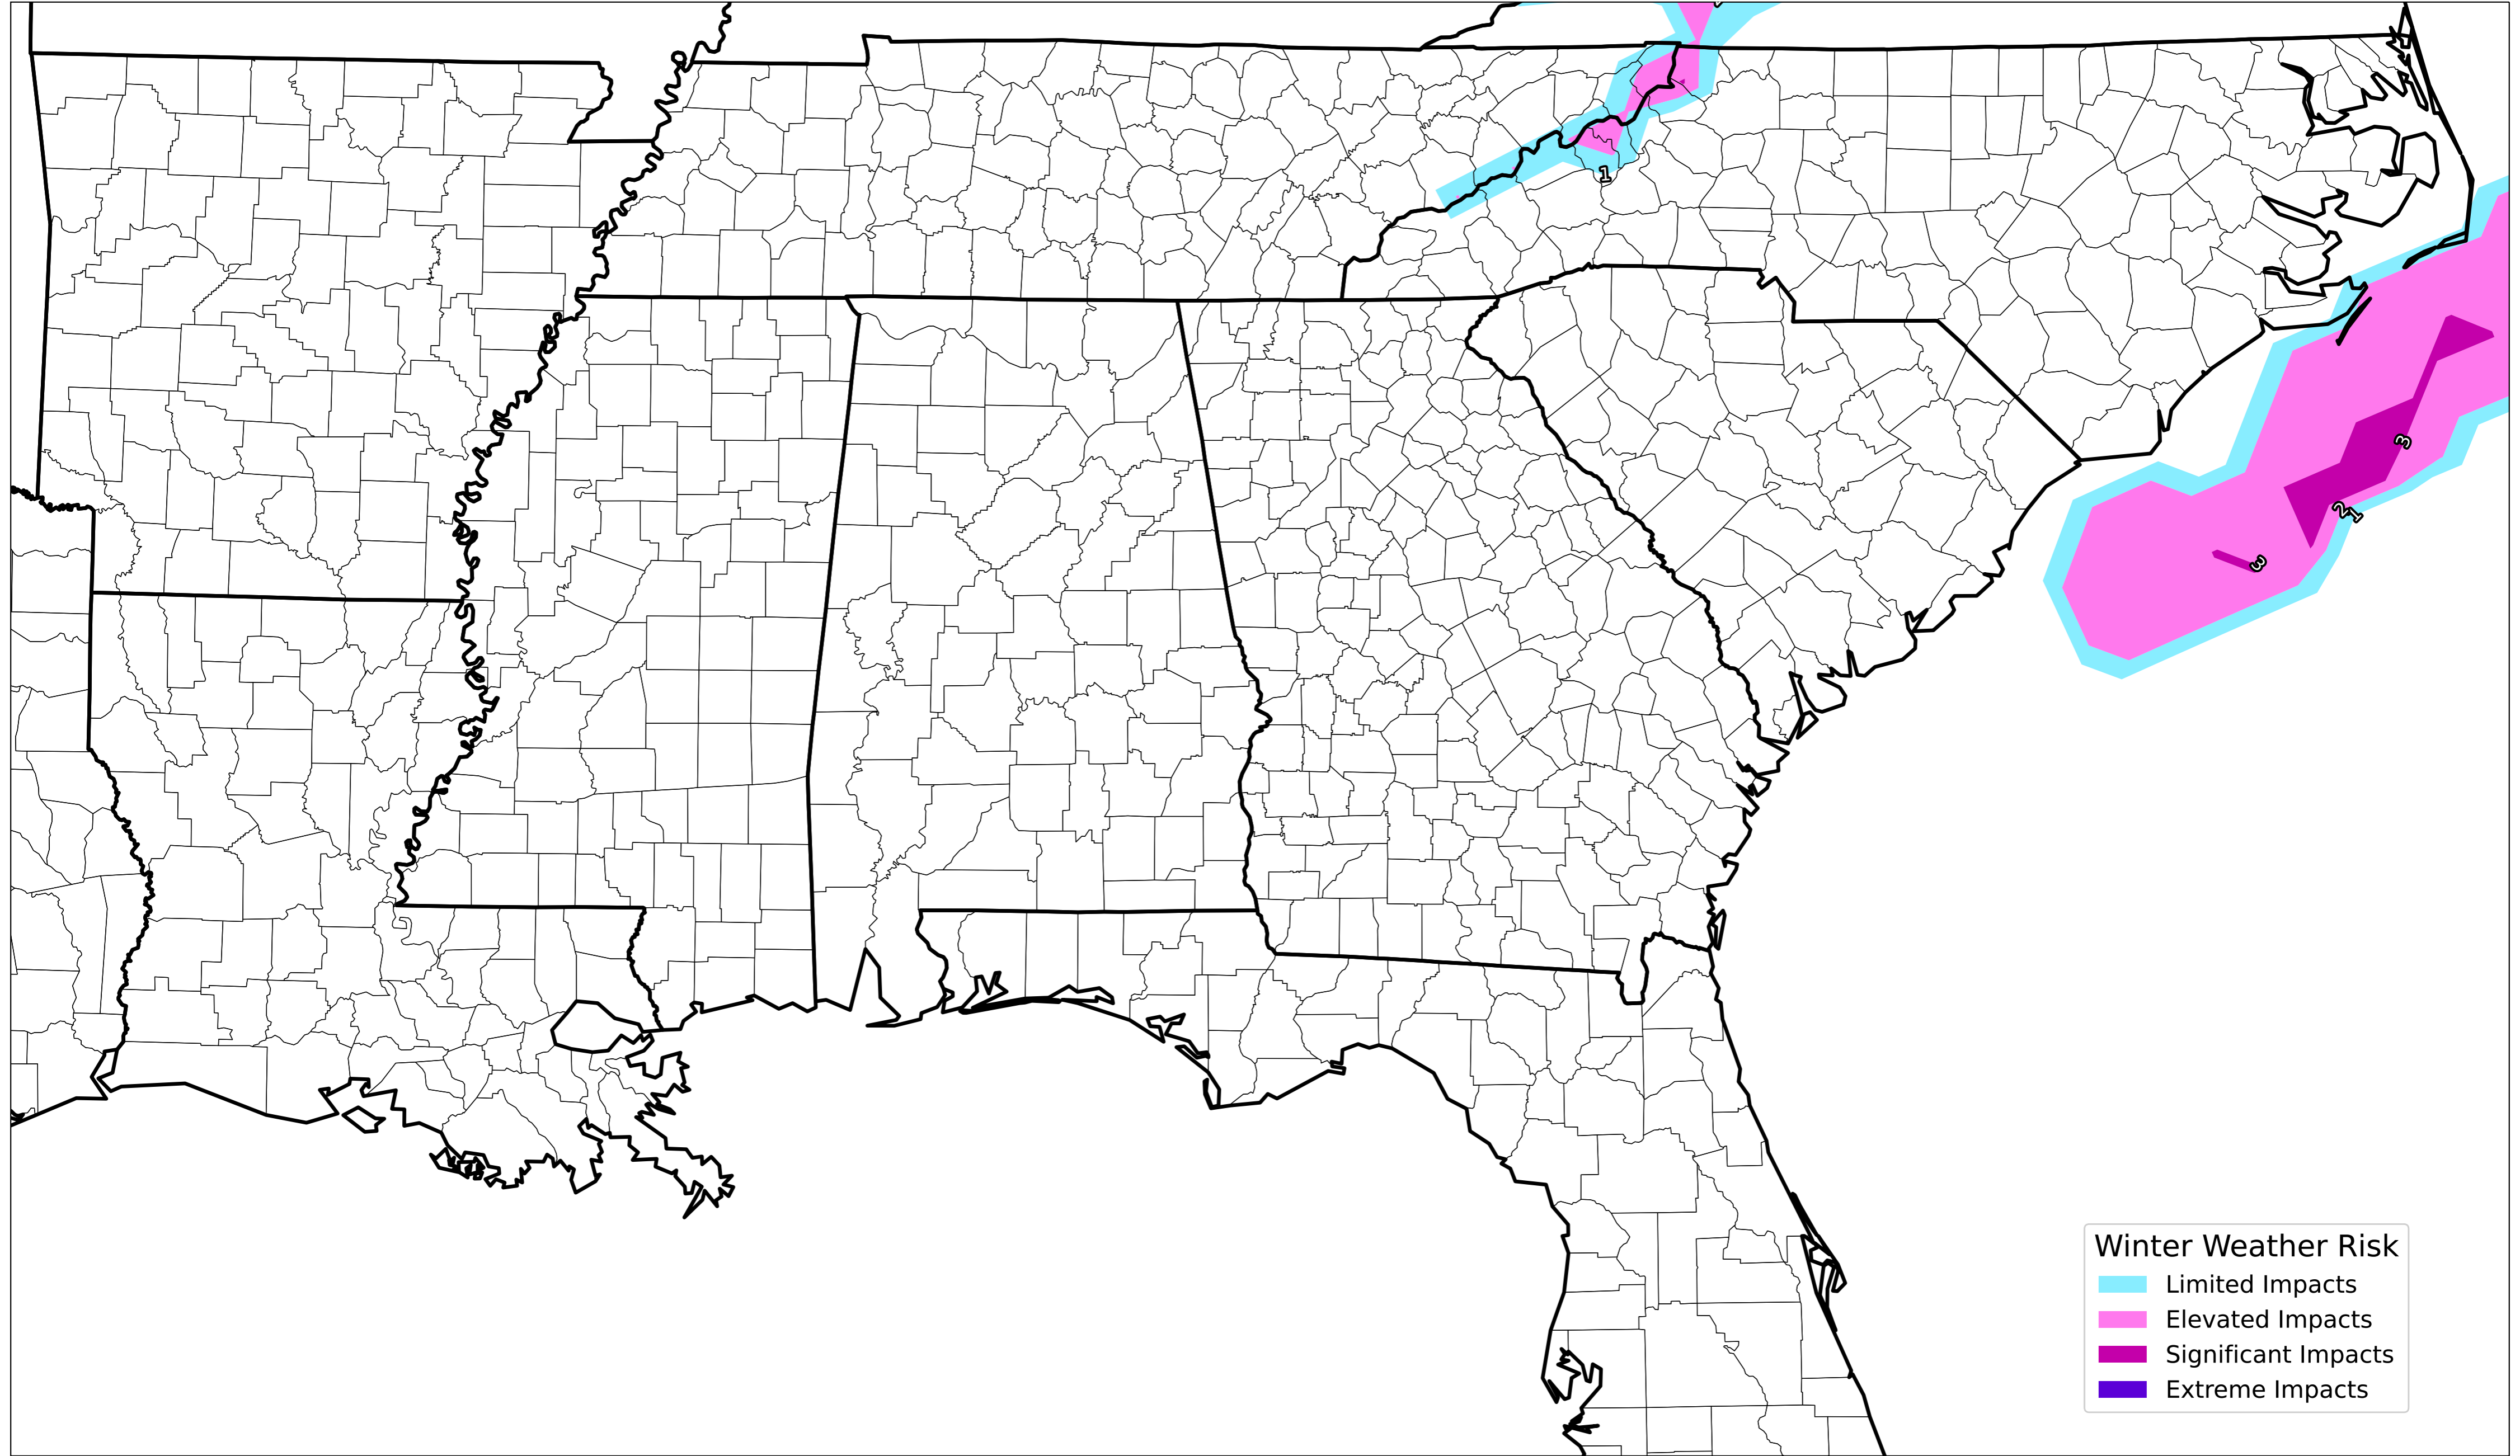 1
3
2
1
3
Winter Weather Risk
Limited Impacts
Elevated Impacts
Significant Impacts
Extreme Impacts